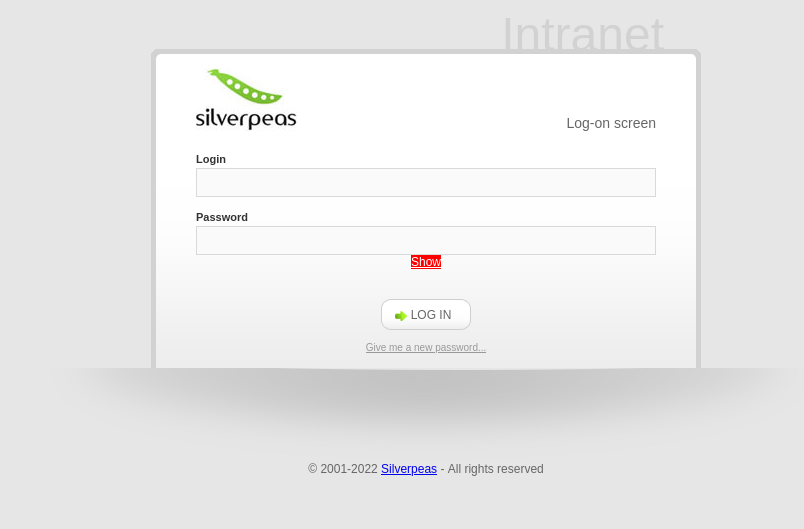 Intranet
silverpeas
Log-on screen
Login
Password
Show
LOG IN
Give me a new password...
© 2001-2022 Silverpeas - All rights reserved